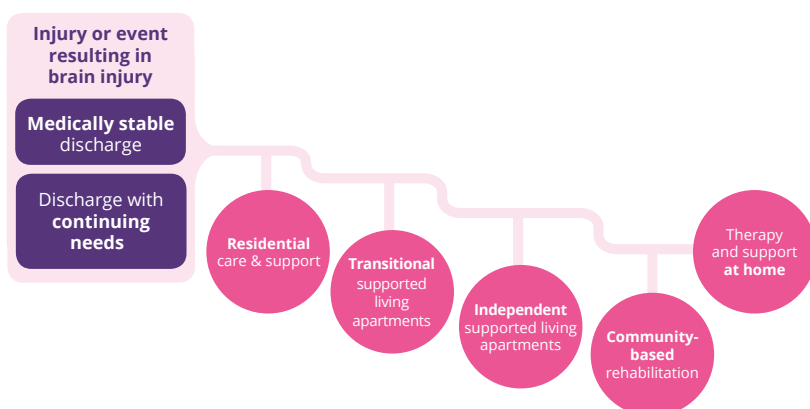 Injury or event
resulting in
brain injury
Medically stable
discharge
Discharge with
continuing
needs
Residential
care & support
Transitional
supported
living
apartments
Independent
supported living
apartments
Community-
based
rehabilitation
Therapy
and support
at home